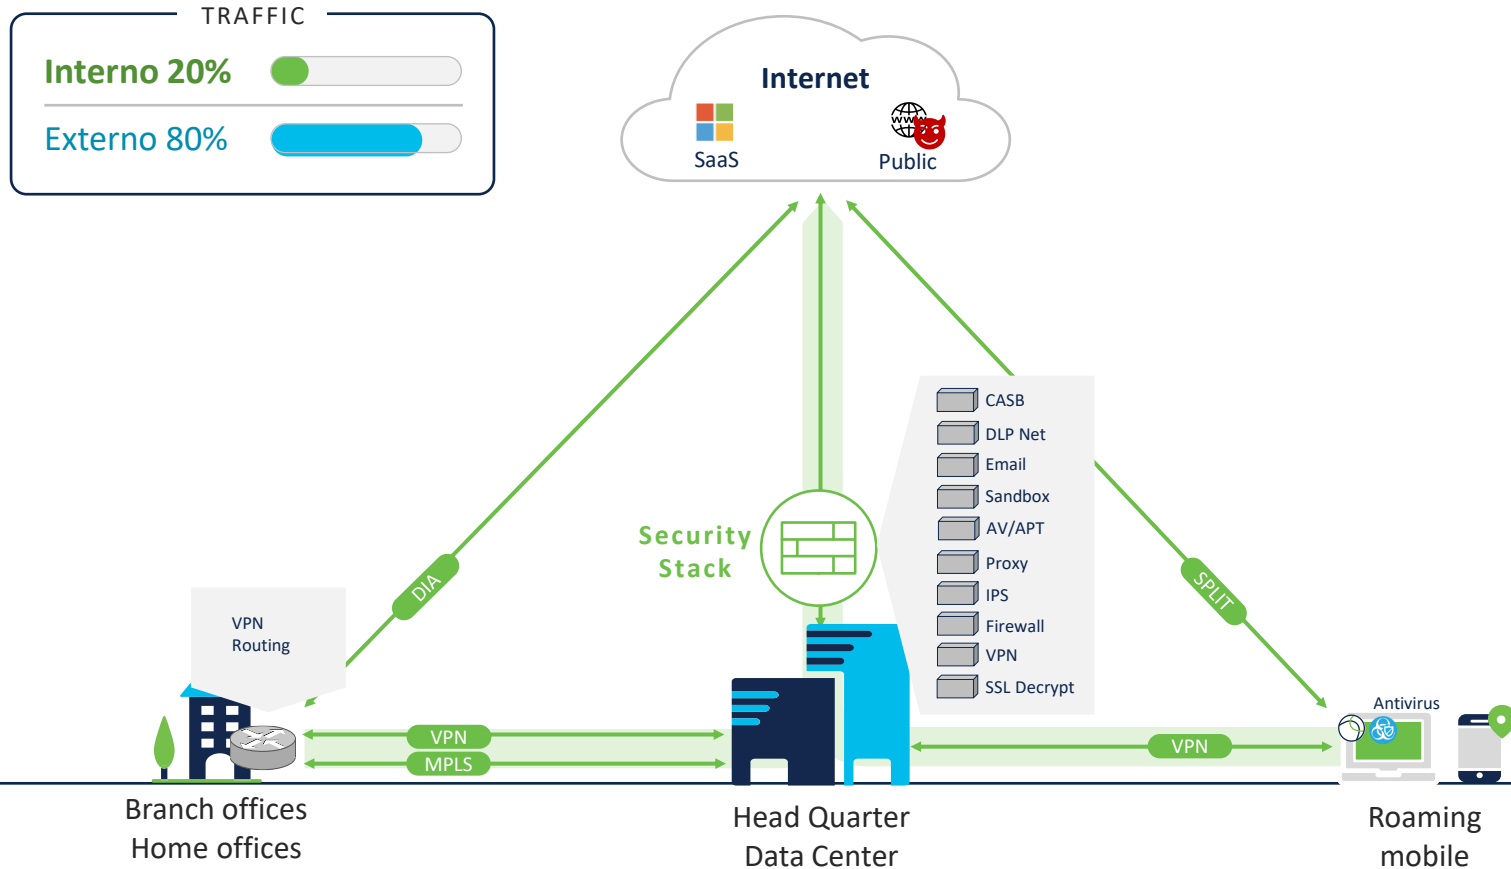 TRAFFIC
Interno 20%
Externo 80%
Internet
www
SaaS
Public
CASB
DLP Net
Email
Sandbox
AV/APT
Proxy
IPS
Firewall
VPN
SSL Decrypt
Security
Stack
DIA
SPLIT
VPN
Routing
Antivirus
VPN
MPLS
VPN
Branch offices
Home offices
Head Quarter
Data Center
Roaming
mobile